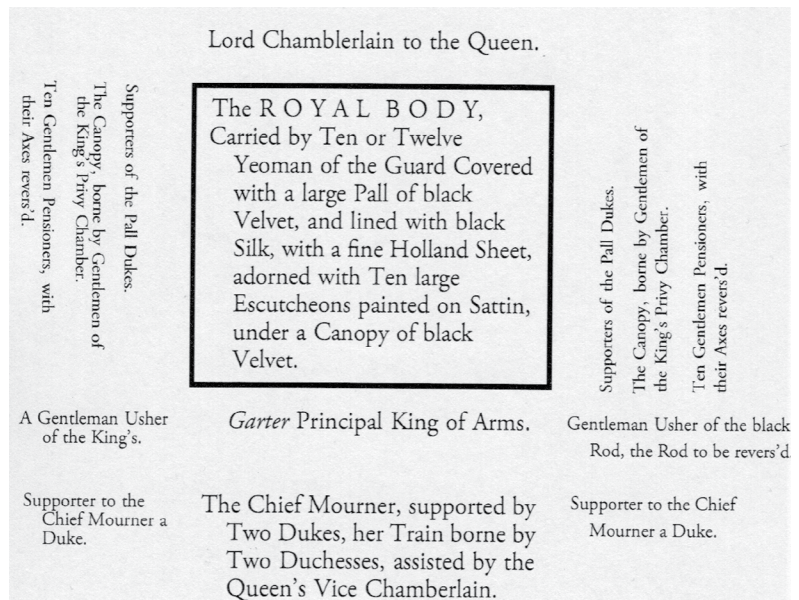 Lord Chamblerlain to the Queen.
Ten Gentlemen Pensioners, with
their Axes revers'd.
The Canopy, borne by Gentlemen of
the King's Privy Chamber.
Supporters of the Pall Dukes.
The ROYAL BODY,
Carried by Ten or Twelve
Yeoman of the Guard Covered
with a large Pall of black
Velvet, and lined with black
Silk, with a fine Holland Sheet,
adorned with Ten large
Escutcheons painted on Sattin,
under a Canopy of black
Velvet.
Supporters of the Pall Dukes.
The Canopy, borne by Gentlemen of
the King's Privy Chamber.
Ten Gentlemen Pensioners, with
their Axes revers'd.
A Gentleman Usher
of the King's.
Garter Principal King of Arms.
Gentleman Usher of the black
Rod, the Rod to be revers'd.
Supporter to the
Chief Mourner a
Duke.
The Chief Mourner, supported by
Two Dukes, her Train borne by
Two Duchesses, assisted by the
Queen's Vice Chamberlain.
Supporter to the Chief
Mourner a Duke.